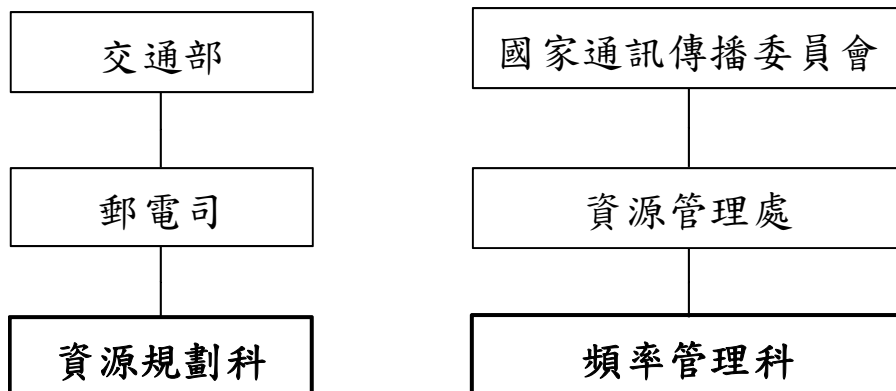 交通部
國家通訊傳播委員會
郵電司
資源管理處
資源規劃科
頻率管理科